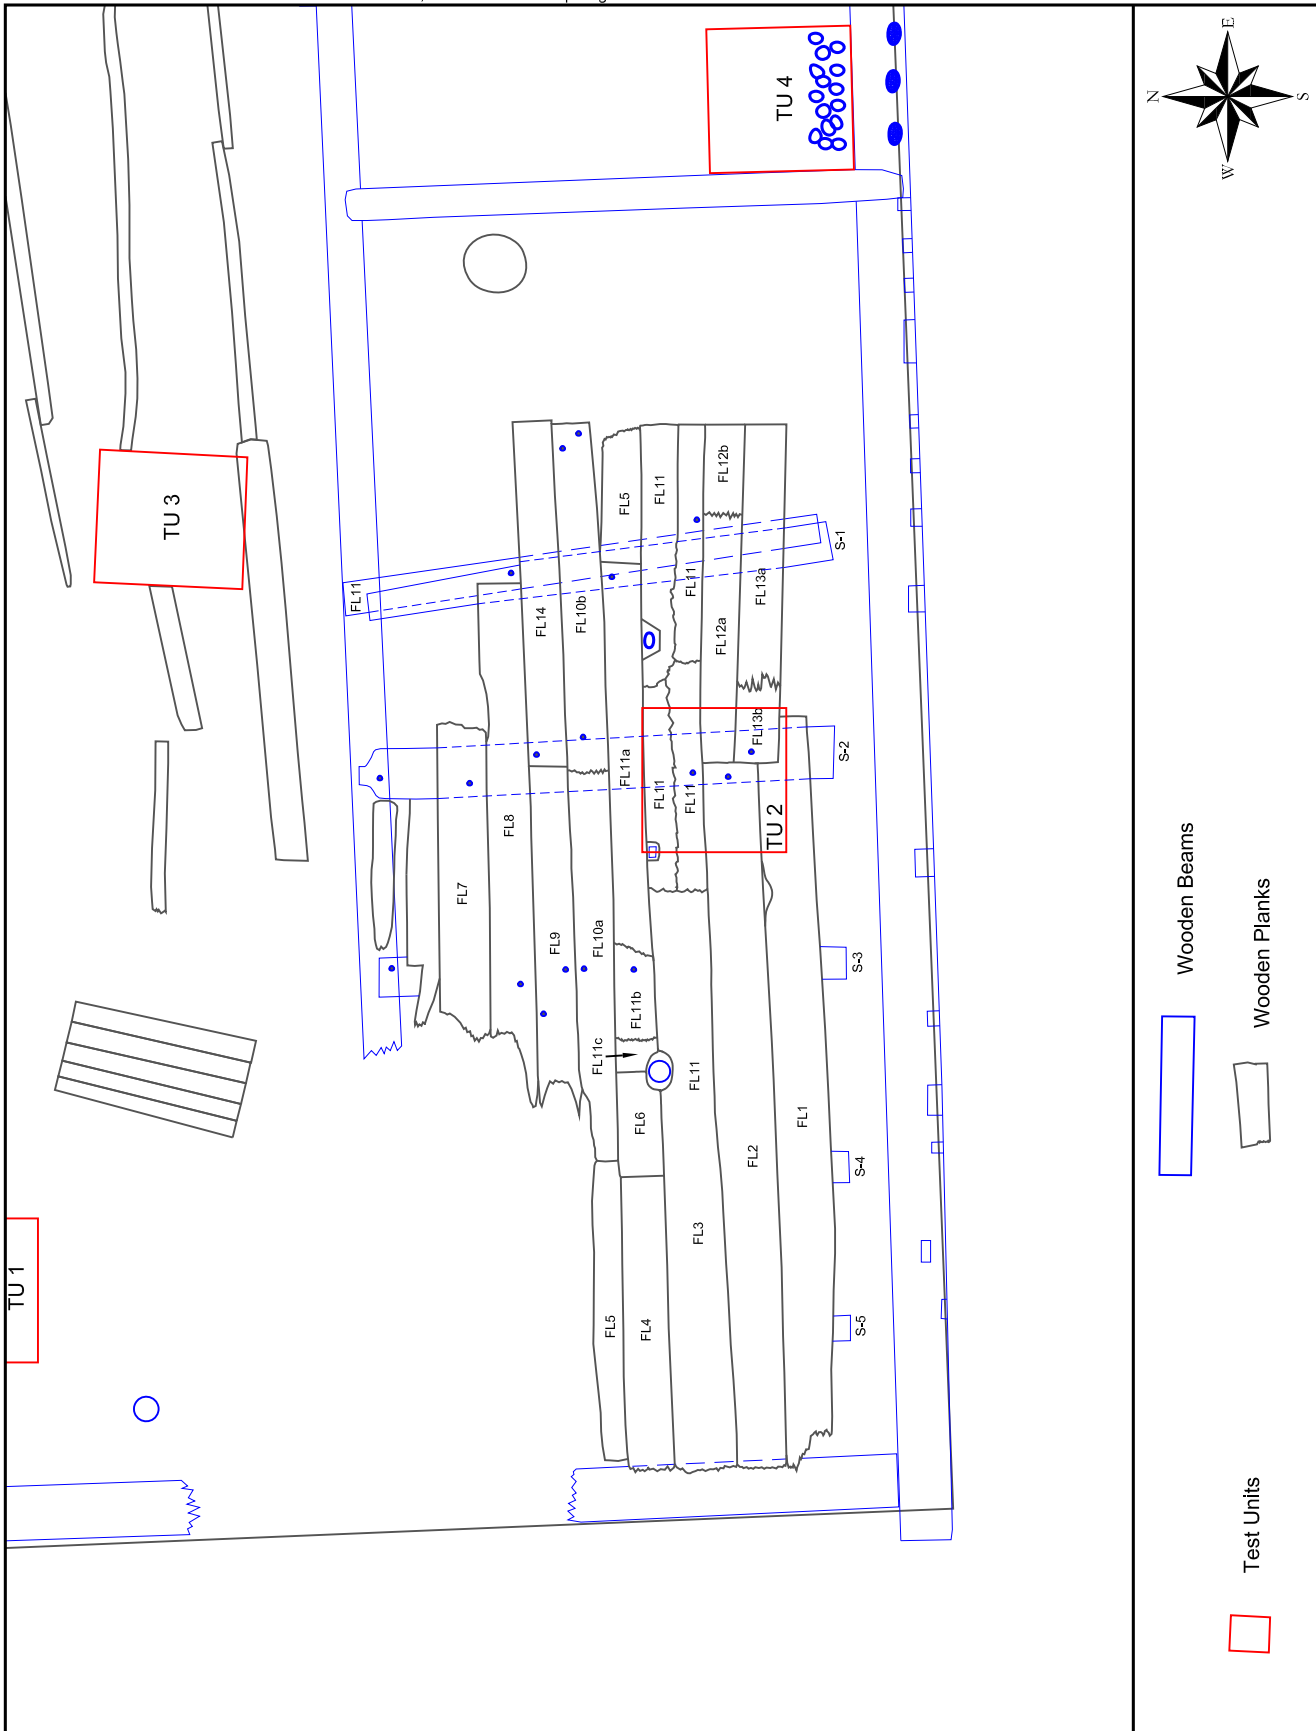 TU 4
TU 3
TU 2
TU 1
FL11
FL14
FL10b
FL5
FL11
FL12b
FL11
FL12a
FL13a
S-1
FL13b
S-2
FL11a
FL11
FL11
FL8
FL7
FL9
FL10a
FL11b
FL11c
S-3
FL6
FL11
FL1
FL2
S-4
FL3
FL5
FL4
S-5
N
E
S
W
Wooden Beams
Wooden Planks
Test Units